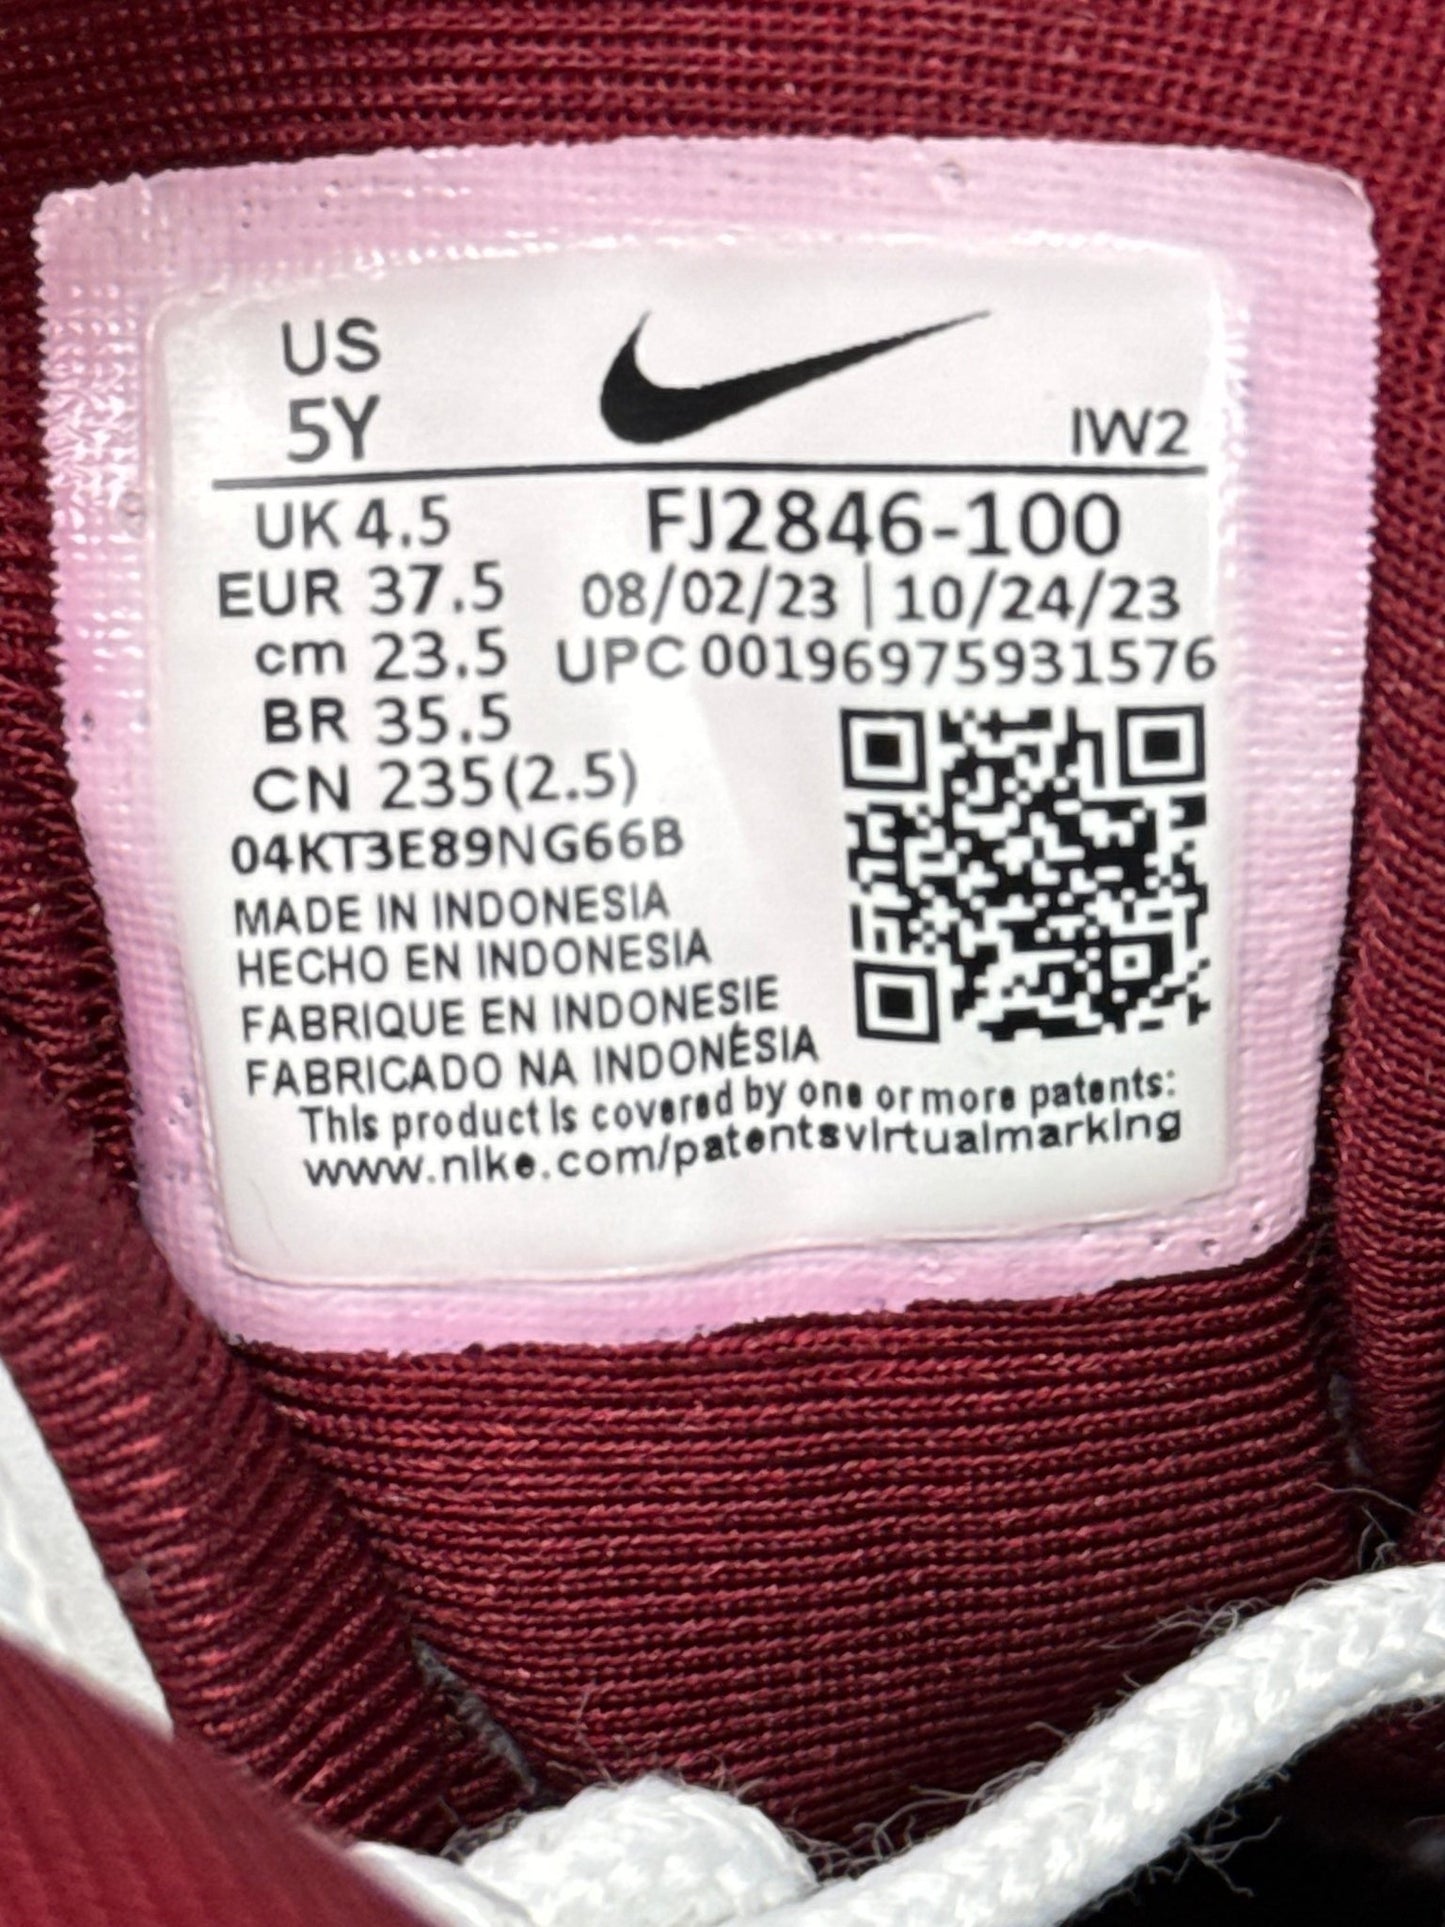 US
5Y
IW2
UK 4.5
EUR 37.5
cm 23.5
BR 35.5
CN 235(2.5)
FJ2846-100
08/02/23 | 10/24/23
UPC 00196975931576
04KT3E89NG66B
MADE IN INDONESIA
HECHO EN INDONESIA
FABRIQUE EN INDONESIE
FABRICADO NA INDONÉSIA
This product is covered by one or more patents:
www.nike.com/patentsvirtualmarking